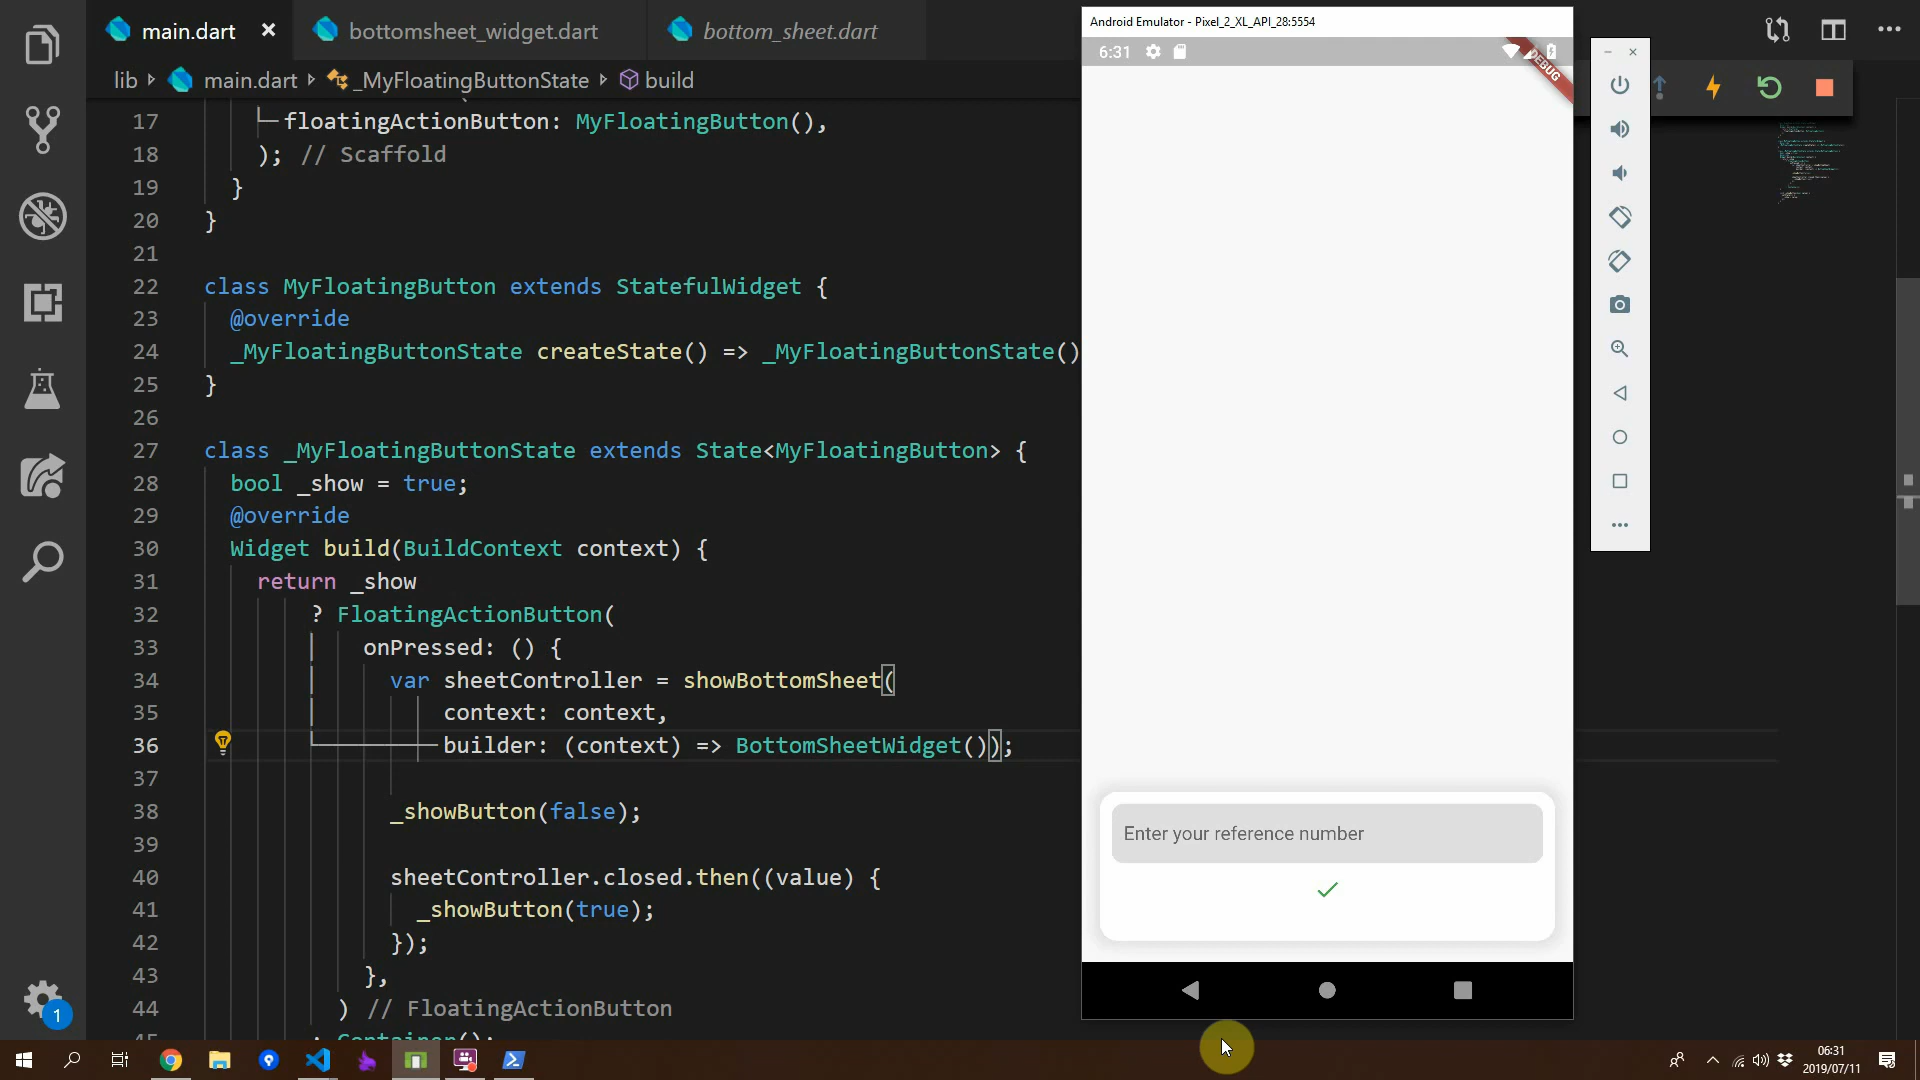 main.dart
bottomsheet_widget.dart
bottom_sheet.dart
lib
main.dart
_MyFloatingButtonState
build
17 floatingActionButton: MyFloatingButton(),
18 ); // Scaffold
19 }
20 }
21
22 class MyFloatingButton extends StatefulWidget {
23 @override
24 _MyFloatingButtonState createState() => _MyFloatingButtonState()
25 }
26
27 class _MyFloatingButtonState extends State<MyFloatingButton> {
28 bool _show = true;
29 @override
30 Widget build(BuildContext context) {
31 return _show
32 ? FloatingActionButton(
33 onPressed: () {
34 var sheetController = showBottomSheet(
35 context: context,
36 builder: (context) => BottomSheetWidget());
37
38 _showButton(false);
39
40 sheetController.closed.then((value) {
41 _showButton(true);
42 });
43 },
44 ) // FloatingActionButton
45 : Container();
Android Emulator - Pixel_2_XL_API_28:5554
6:31
DEBUG
Enter your reference number
1
06:31
2019/07/11